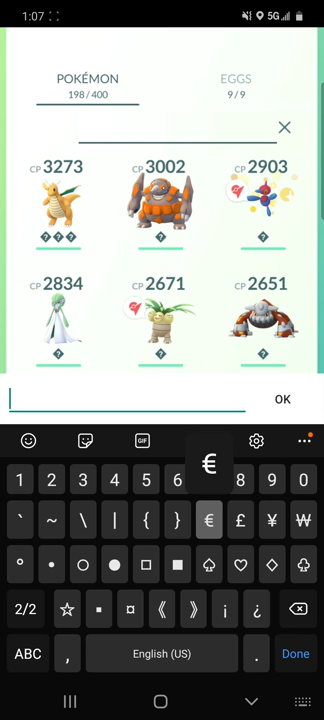 1:07 5G
POKÉMON EGGS
198 / 400 9 / 9
CP 3273 CP 3002 CP 2903
CP 2834 CP 2671 CP 2651
OK
GIF €
1 2 3 4 5 6 8 9 0
` ~ \ | { } € £ ¥ ₩
° • ○ ● □ ■ ♤ ♡ ◇ ♧
2/2 ☆ ▪ ¤ 《 》 ¡ ¿
ABC , English (US) . Done